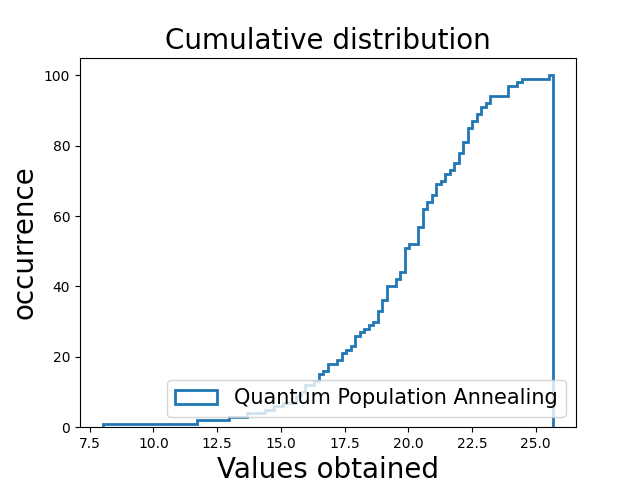 Cumulative distribution
occurrence
100
80
60
40
20
0
Quantum Population Annealing
7.5 10.0 12.5 15.0 17.5 20.0 22.5 25.0
Values obtained